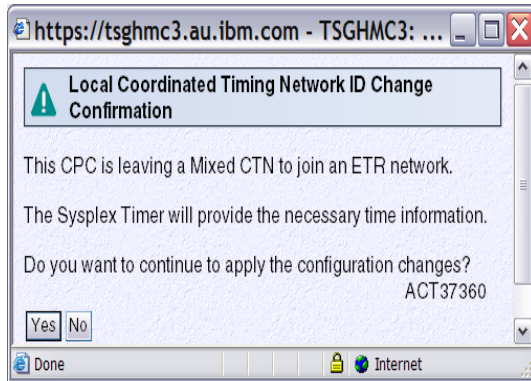 https://tsghmc3.au.ibm.com - TSGHMC3: ...
Local Coordinated Timing Network ID Change
Confirmation
This CPC is leaving a Mixed CTN to join an ETR network.
The Sysplex Timer will provide the necessary time information.
Do you want to continue to apply the configuration changes?
ACT37360
Yes No
Done Internet